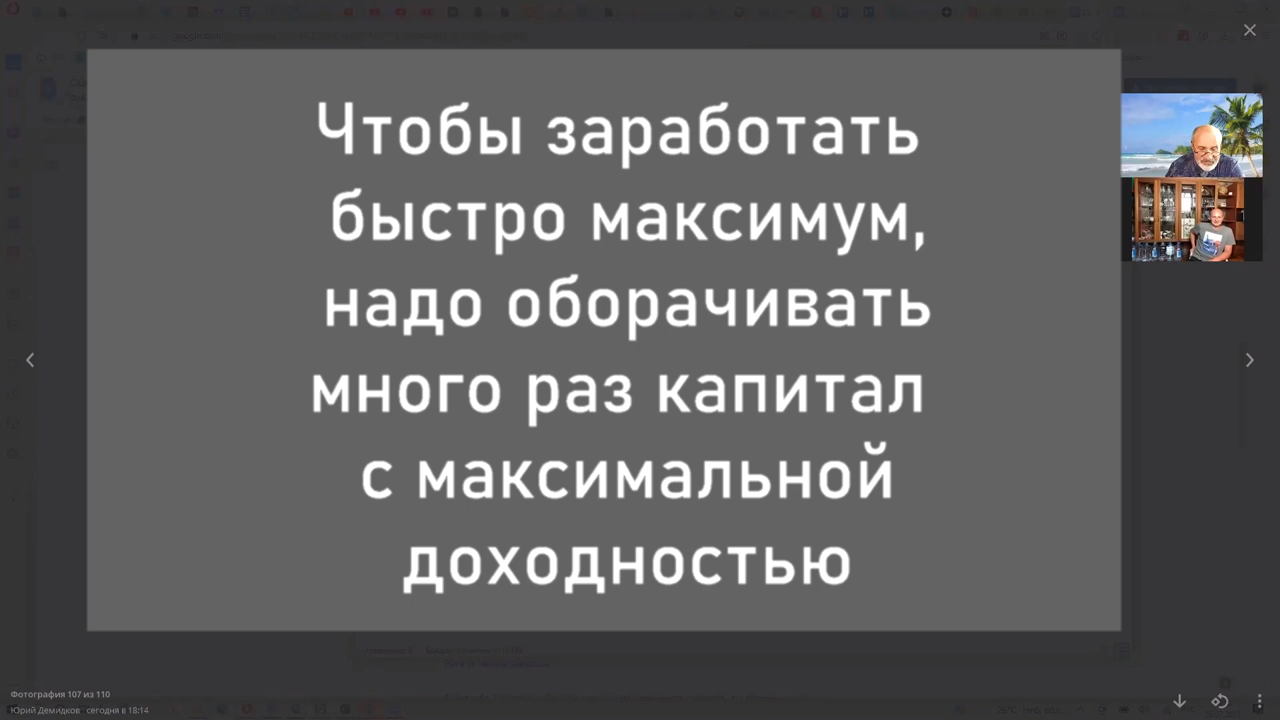 Чтобы заработать
быстро максимум,
надо оборачивать
много раз капитал
с максимальной
доходностью
Фотография 107 из 110
Юрий Демидков сегодня в 18:14